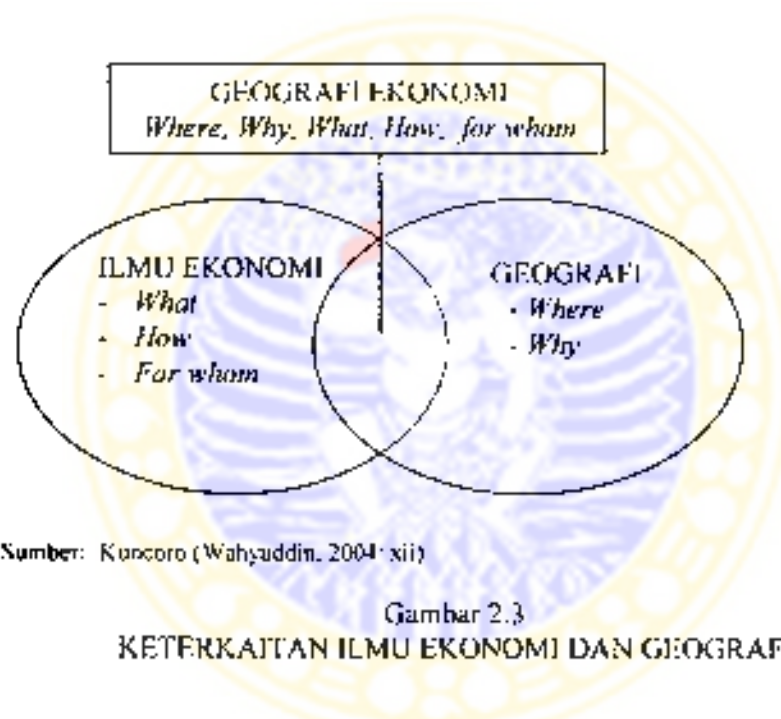 GEOGRAFI EKONOMI
Where, Why, What, How, for whom
ILMU EKONOMI
- What
- How
- For whom
GEOGRAFI
- Where
- Why
Sumber: Kuncoro (Wahyuddin, 2004: xii)
Gambar 2.3
KETERKAITAN ILMU EKONOMI DAN GEOGRAF